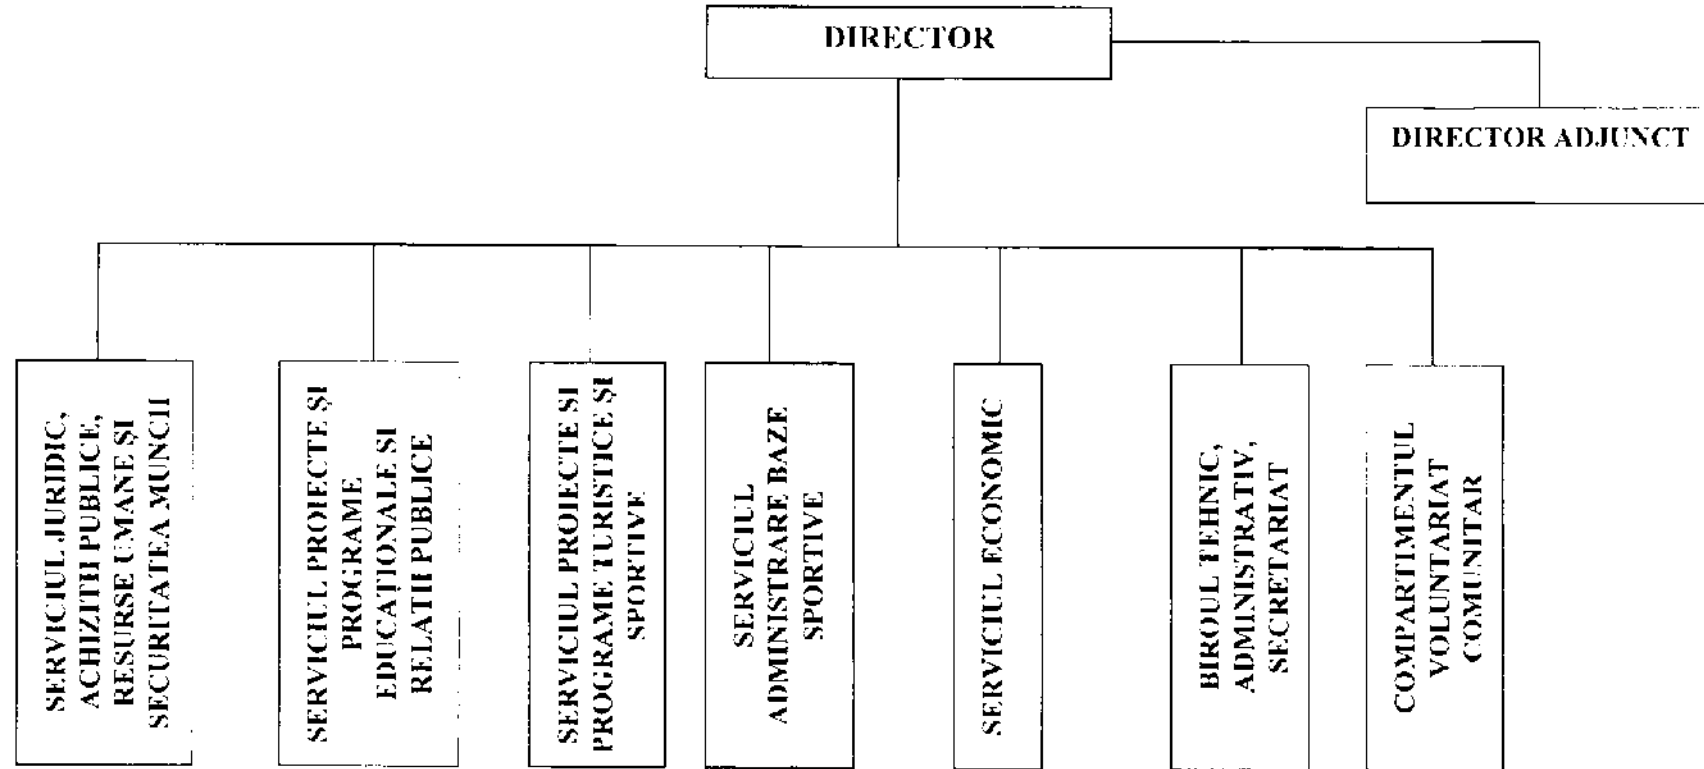 DIRECTOR
DIRECTOR ADJUNCT
SERVICIUL JURIDIC,
ACHIZIȚII PUBLICE,
RESURSE UMANE ȘI
SECURITATEA MUNCII
SERVICIUL PROIECTE ȘI
PROGRAME
EDUCAȚIONALE ȘI
RELAȚII PUBLICE
SERVICIUL PROIECTE ȘI
PROGRAME TURISTICE ȘI
SPORTIVE
SERVICIUL
ADMINISTRARE BAZE
SPORTIVE
SERVICIUL ECONOMIC
BIROUL TEHNIC,
ADMINISTRATIV,
SECRETARIAT
COMPARTIMENTUL
VOLUNTARIAT
COMUNITAR